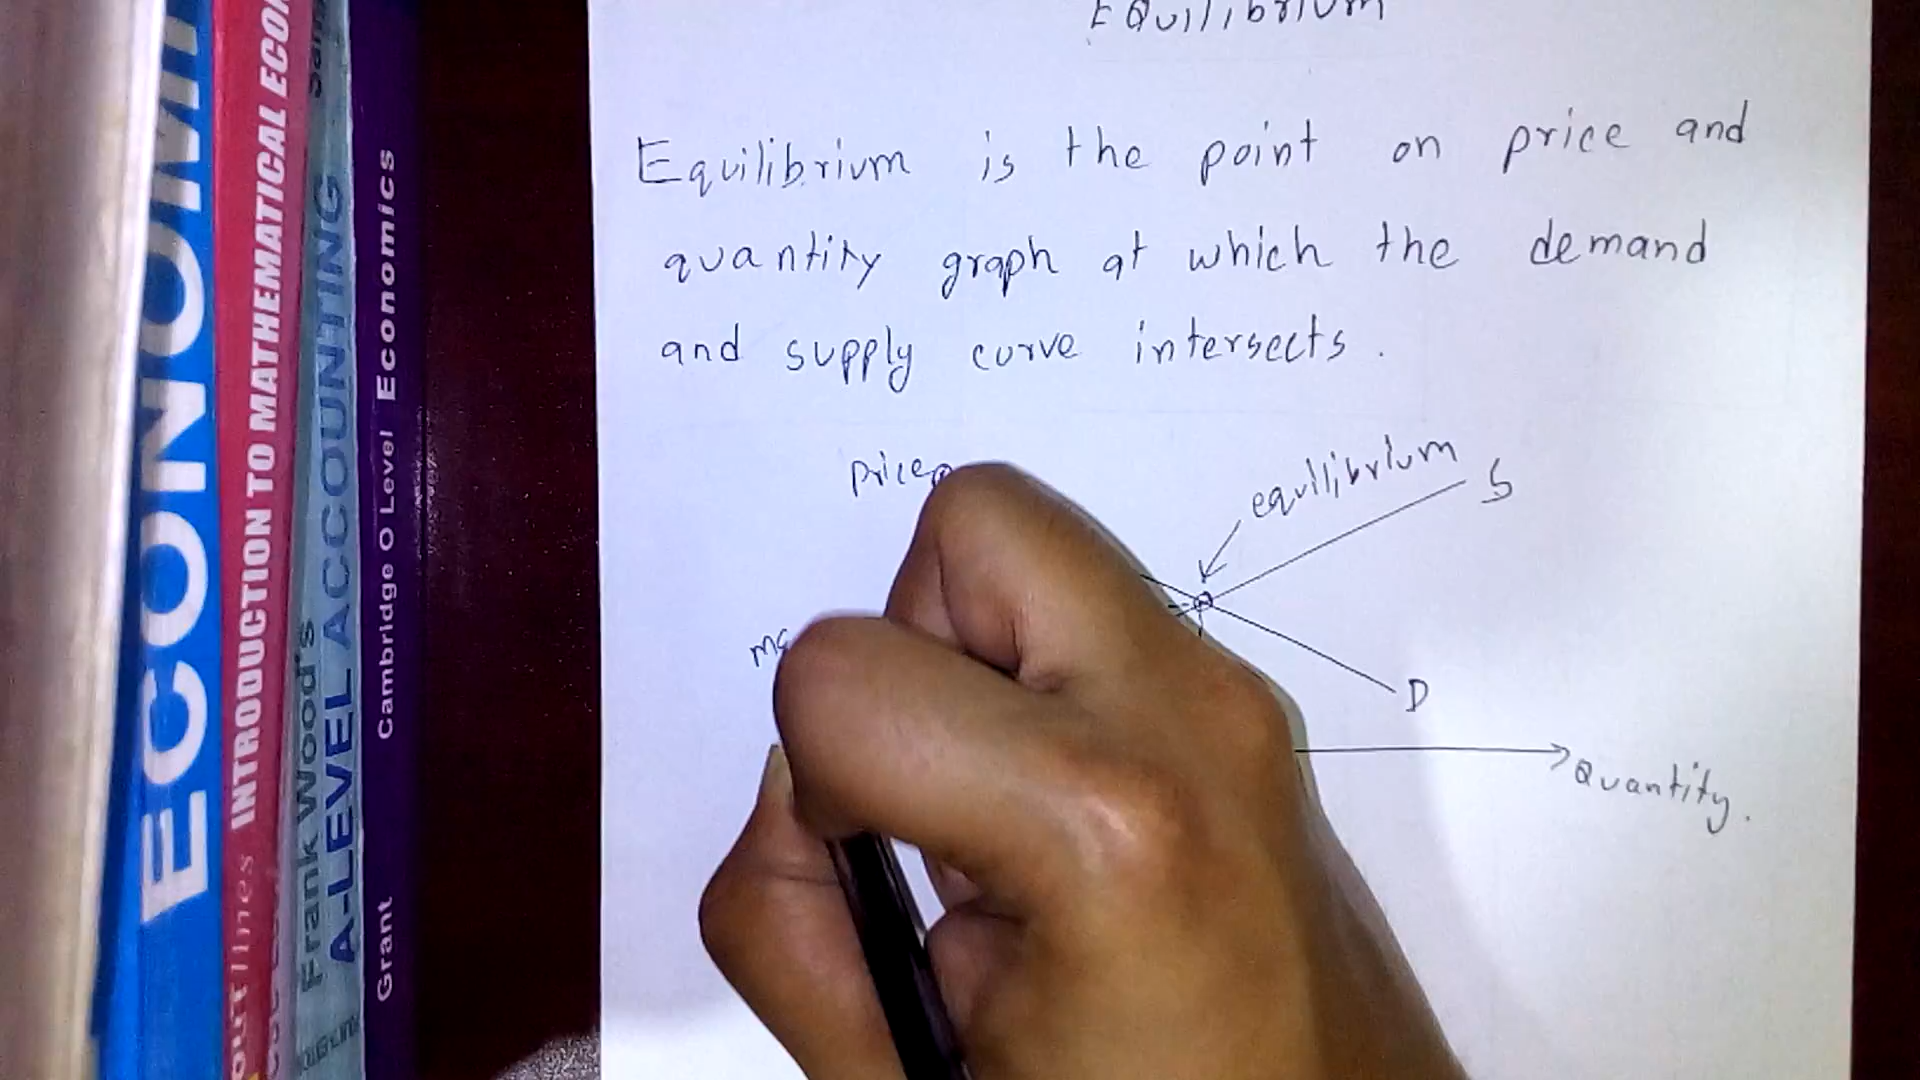 ECONOMI
INTRODUCTION TO MATHEMATICAL ECON
Frank Wood's
A-LEVEL ACCOUNTING
Grant Cambridge O Level Economics
EQuilibrium
Equilibrium is the point on price and
quantity graph at which the demand
and supply curve intersects.
Price
equilibrium
S
D
Quantity.